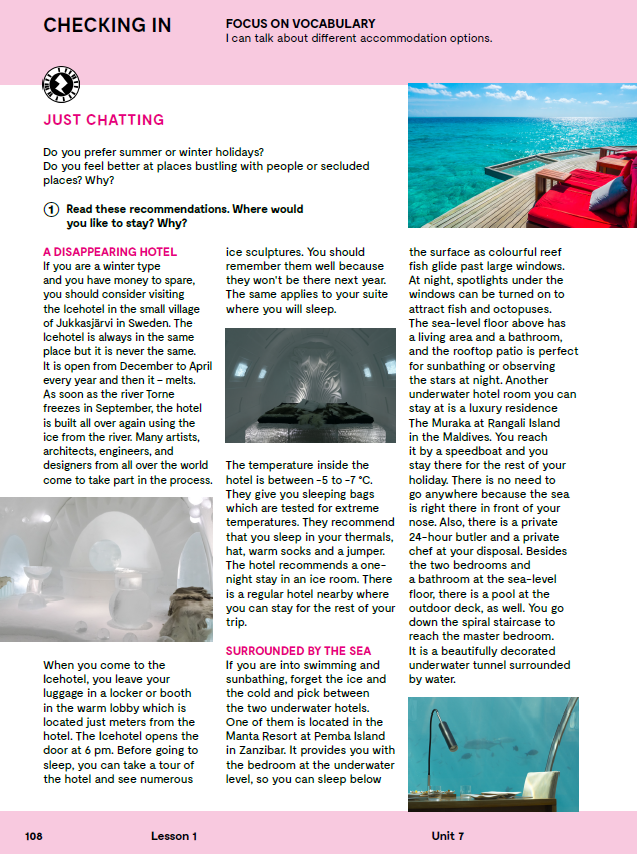 CHECKING IN
FOCUS ON VOCABULARY
I can talk about different accommodation options.
JUST CHATTING
Do you prefer summer or winter holidays?
Do you feel better at places bustling with people or secluded
places? Why?
1 Read these recommendations. Where would
you like to stay? Why?
A DISAPPEARING HOTEL
If you are a winter type
and you have money to spare,
you should consider visiting
the Icehotel in the small village
of Jukkasjärvi in Sweden. The
Icehotel is always in the same
place but it is never the same.
It is open from December to April
every year and then it – melts.
As soon as the river Torne
freezes in September, the hotel
is built all over again using the
ice from the river. Many artists,
architects, engineers, and
designers from all over the world
come to take part in the process.
When you come to the
Icehotel, you leave your
luggage in a locker or booth
in the warm lobby which is
located just meters from the
hotel. The Icehotel opens the
door at 6 pm. Before going to
sleep, you can take a tour of
the hotel and see numerous
ice sculptures. You should
remember them well because
they won't be there next year.
The same applies to your suite
where you will sleep.
The temperature inside the
hotel is between -5 to -7 °C.
They give you sleeping bags
which are tested for extreme
temperatures. They recommend
that you sleep in your thermals,
hat, warm socks and a jumper.
The hotel recommends a one-
night stay in an ice room. There
is a regular hotel nearby where
you can stay for the rest of your
trip.
SURROUNDED BY THE SEA
If you are into swimming and
sunbathing, forget the ice and
the cold and pick between
the two underwater hotels.
One of them is located in the
Manta Resort at Pemba Island
in Zanzibar. It provides you with
the bedroom at the underwater
level, so you can sleep below
the surface as colourful reef
fish glide past large windows.
At night, spotlights under the
windows can be turned on to
attract fish and octopuses.
The sea-level floor above has
a living area and a bathroom,
and the rooftop patio is perfect
for sunbathing or observing
the stars at night. Another
underwater hotel room you can
stay at is a luxury residence
The Muraka at Rangali Island
in the Maldives. You reach
it by a speedboat and you
stay there for the rest of your
holiday. There is no need to
go anywhere because the sea
is right there in front of your
nose. Also, there is a private
24-hour butler and a private
chef at your disposal. Besides
the two bedrooms and
a bathroom at the sea-level
floor, there is a pool at the
outdoor deck, as well. You go
down the spiral staircase to
reach the master bedroom.
It is a beautifully decorated
underwater tunnel surrounded
by water.
108
Lesson 1
Unit 7